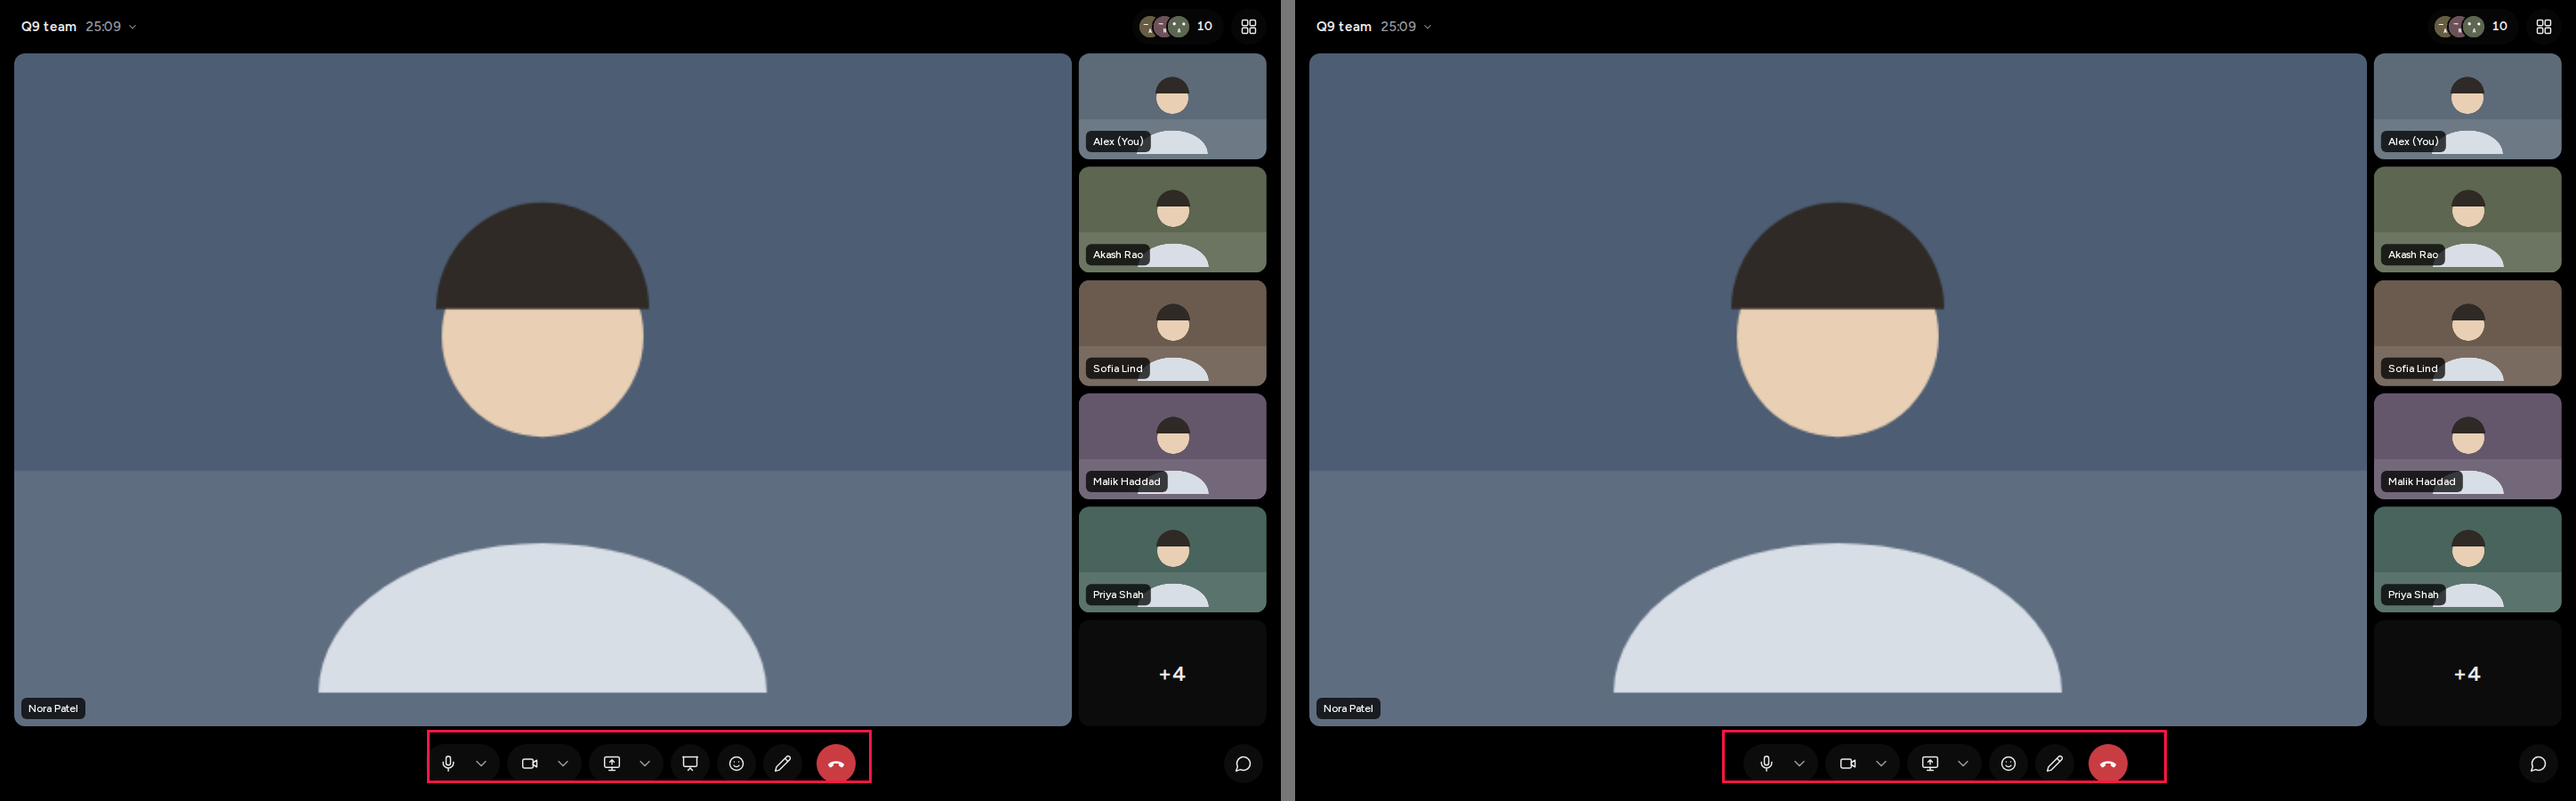 Q9 team 25:09
10
Alex (You)
Akash Rao
Sofia Lind
Malik Haddad
Priya Shah
+4
Nora Patel
Q9 team 25:09
10
Alex (You)
Akash Rao
Sofia Lind
Malik Haddad
Priya Shah
+4
Nora Patel